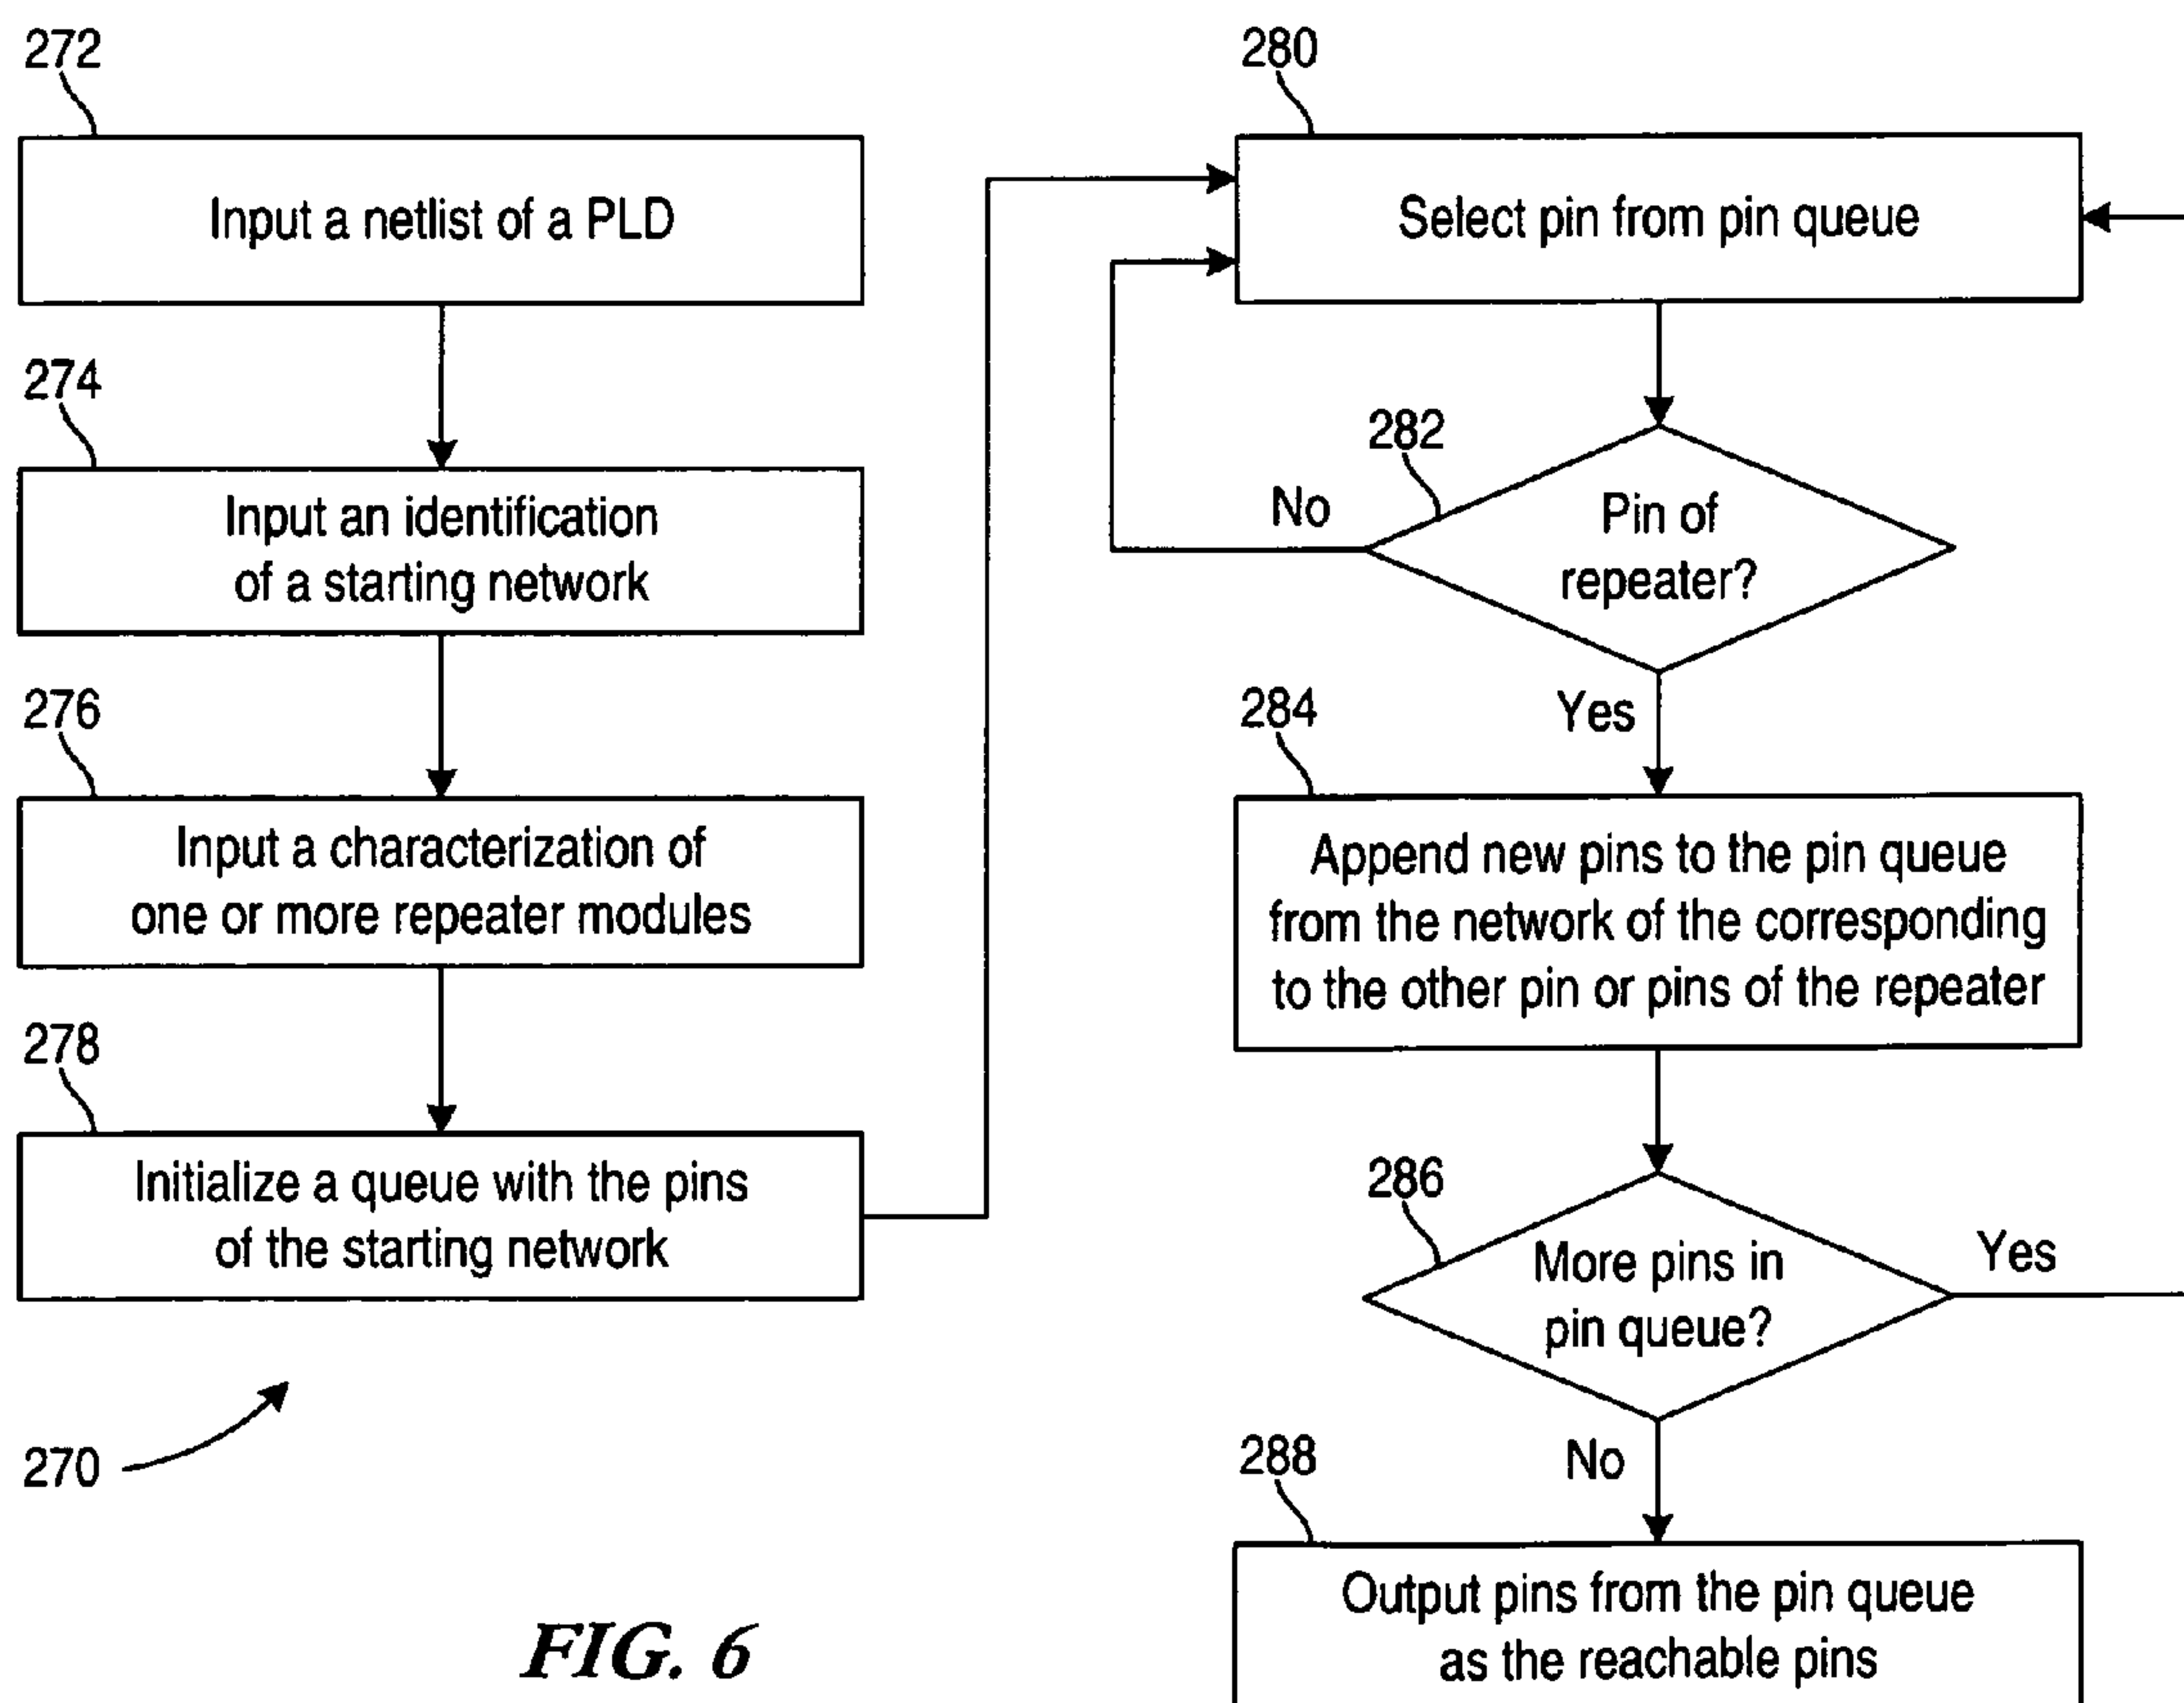 272
Input a netlist of a PLD
274
Input an identification
of a starting network
276
Input a characterization of
one or more repeater modules
278
Initialize a queue with the pins
of the starting network
270
FIG. 6
280
Select pin from pin queue
282
No
Pin of
repeater?
Yes
284
Append new pins to the pin queue
from the network of the corresponding
to the other pin or pins of the repeater
286
More pins in
pin queue?
Yes
No
288
Output pins from the pin queue
as the reachable pins